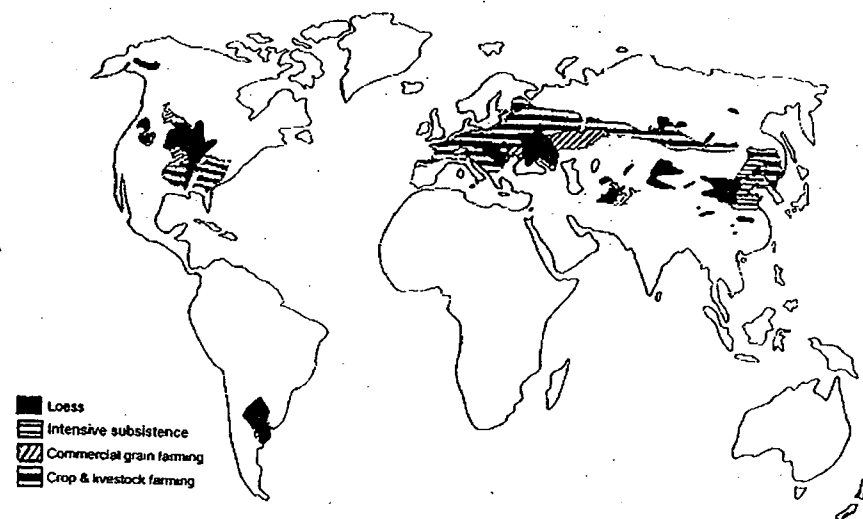 Loess
Intensive subsistence
Commercial grain farming
Crop & livestock farming